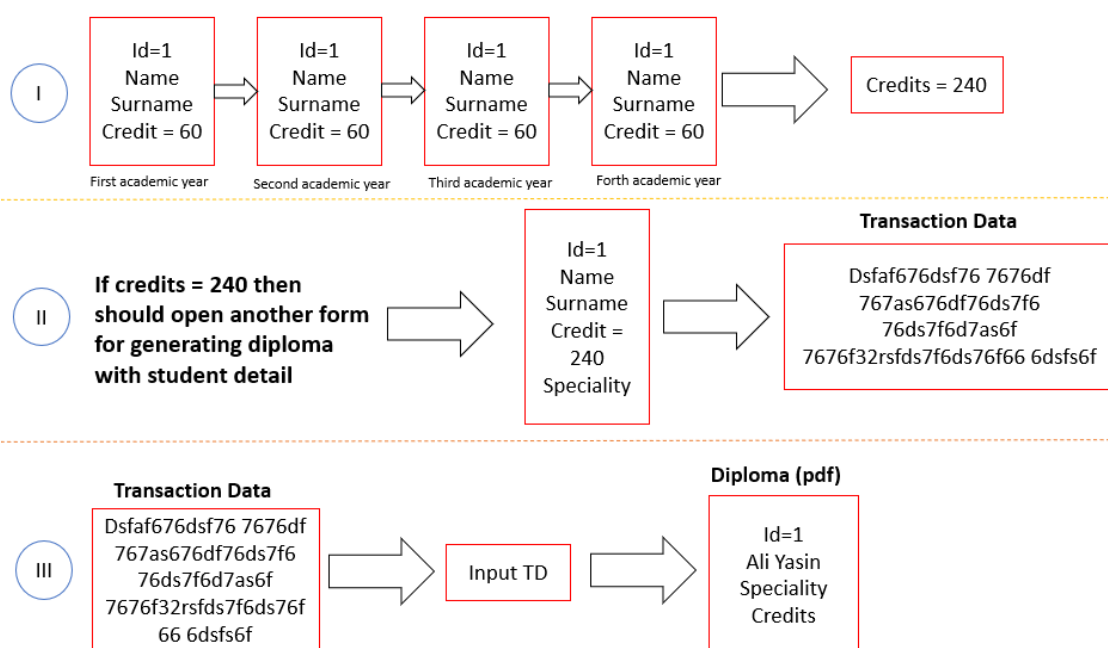 I
Id=1
Name
Surname
Credit = 60
First academic year
Id=1
Name
Surname
Credit = 60
Second academic year
Id=1
Name
Surname
Credit = 60
Third academic year
Id=1
Name
Surname
Credit = 60
Forth academic year
Credits = 240
II
If credits = 240 then
should open another form
for generating diploma
with student detail
Id=1
Name
Surname
Credit =
240
Speciality
Transaction Data
Dsfaf676dsf76 7676df
767as676df76ds7f6
76ds7f6d7as6f
7676f32rsfds7f6ds76f66 6dsfs6f
III
Transaction Data
Dsfaf676dsf76 7676df
767as676df76ds7f6
76ds7f6d7as6f
7676f32rsfds7f6ds76f
66 6dsfs6f
Input TD
Diploma (pdf)
Id=1
Ali Yasin
Speciality
Credits